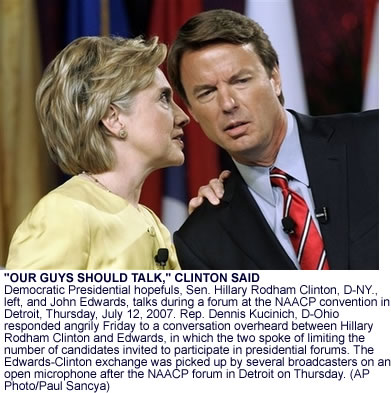 "OUR GUYS SHOULD TALK," CLINTON SAID
Democratic Presidential hopefuls, Sen. Hillary Rodham Clinton, D-NY.,
left, and John Edwards, talks during a forum at the NAACP convention in
Detroit, Thursday, July 12, 2007. Rep. Dennis Kucinich, D-Ohio
responded angrily Friday to a conversation overheard between Hillary
Rodham Clinton and Edwards, in which the two spoke of limiting the
number of candidates invited to participate in presidential forums. The
Edwards-Clinton exchange was picked up by several broadcasters on an
open microphone after the NAACP forum in Detroit on Thursday. (AP
Photo/Paul Sancya)